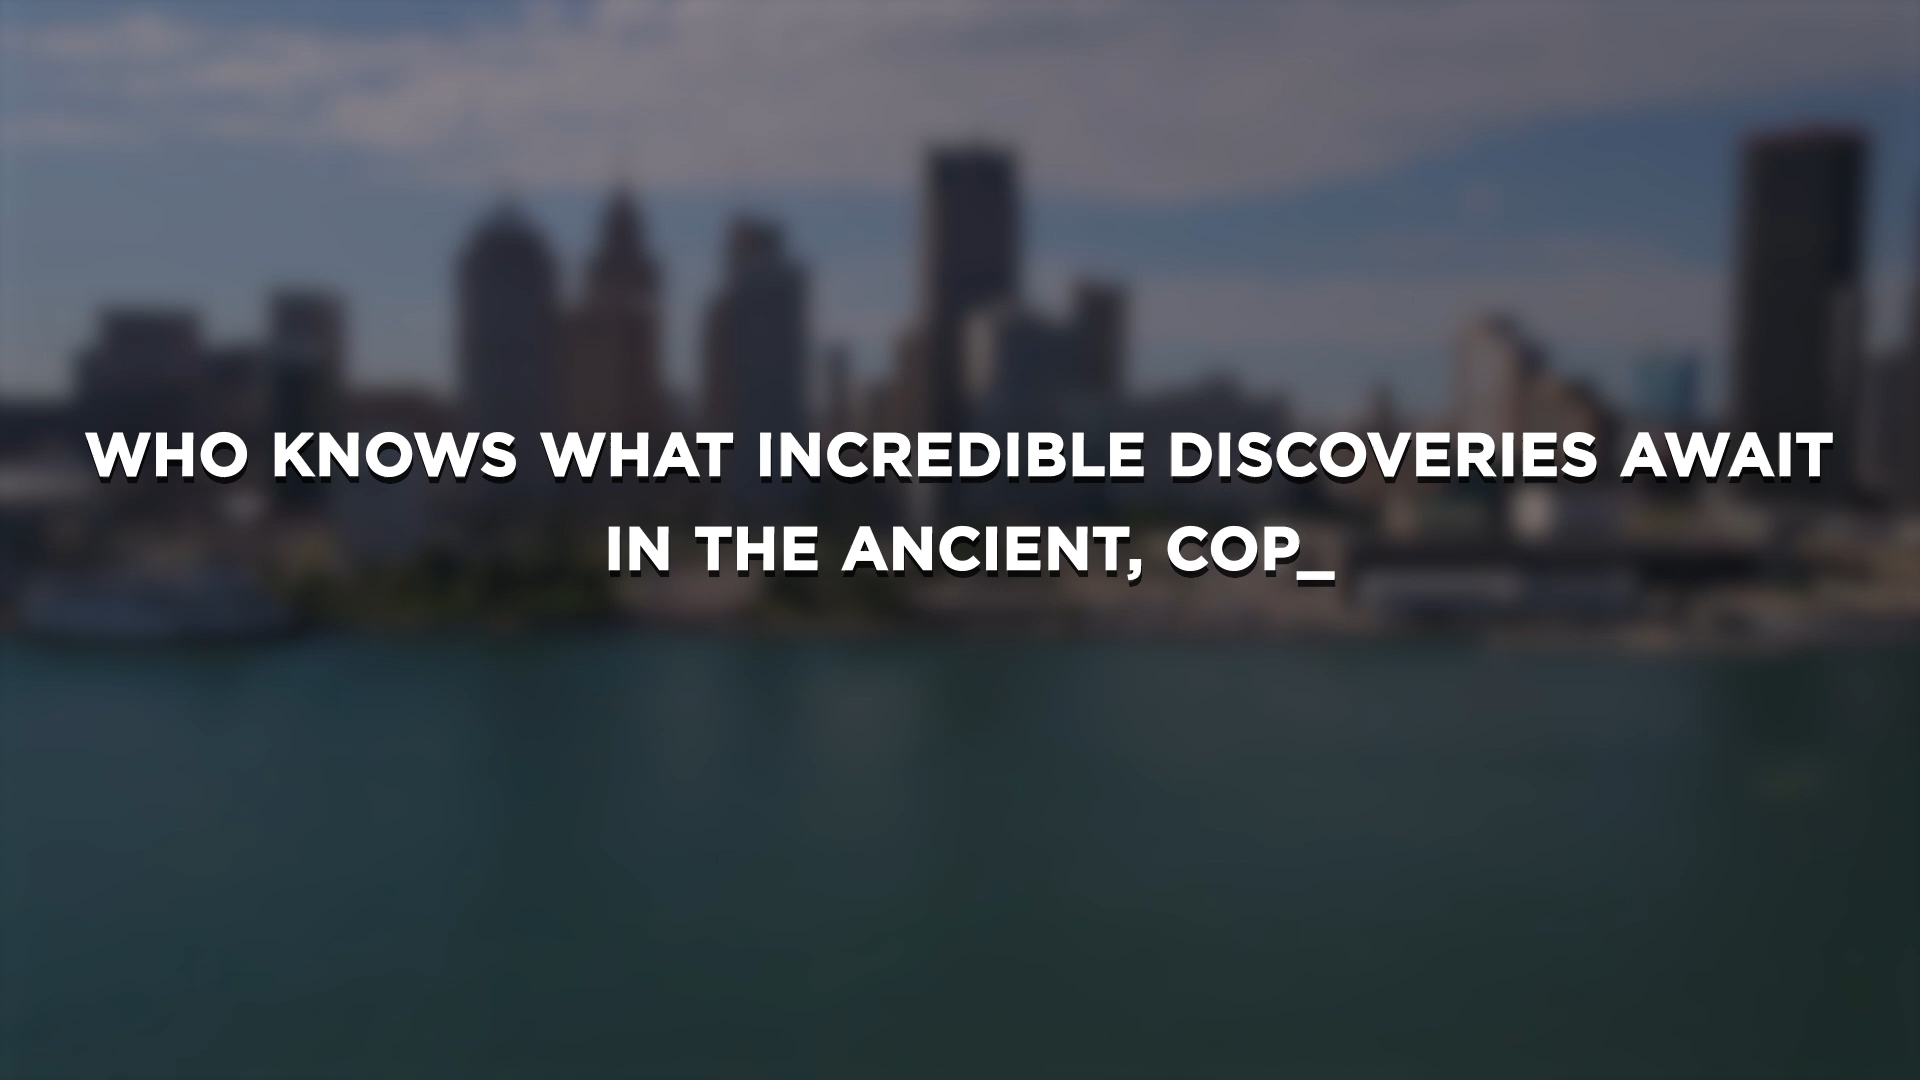 WHO KNOWS WHAT INCREDIBLE DISCOVERIES AWAIT
IN THE ANCIENT, COP_